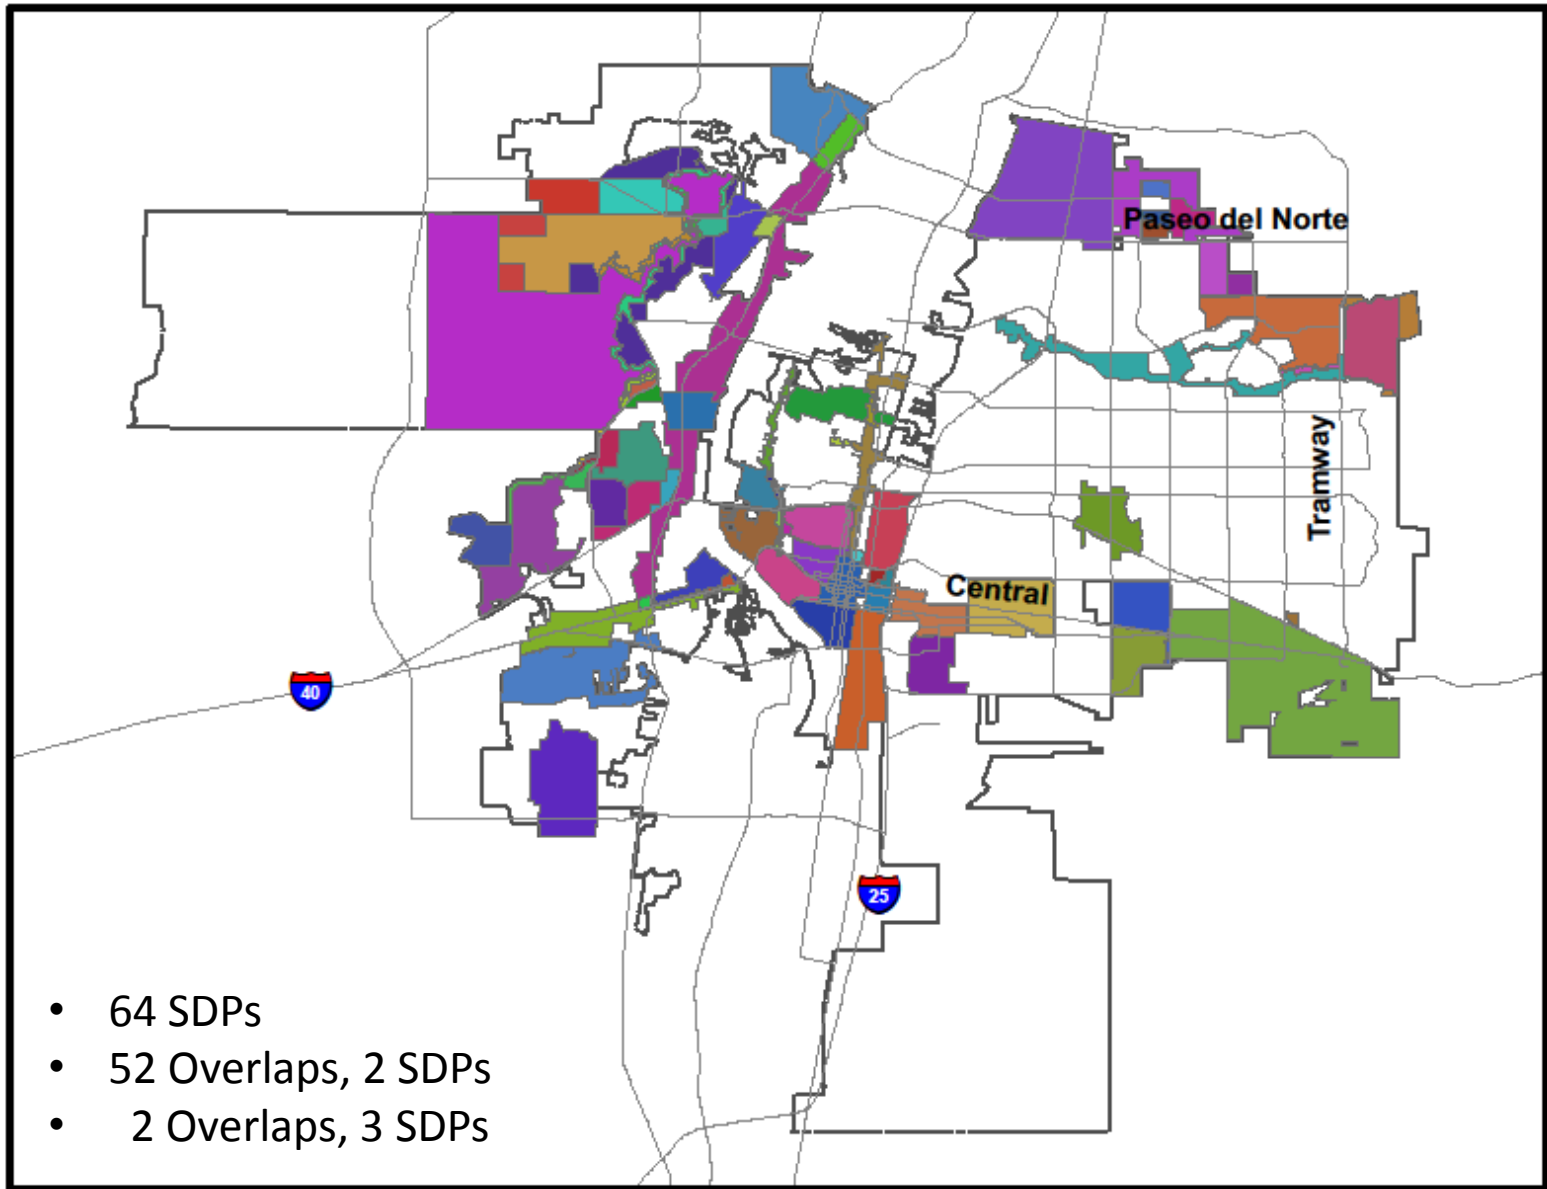 Paseo del Norte
Tramway
Central
40
25
• 64 SDPs
• 52 Overlaps, 2 SDPs
• 2 Overlaps, 3 SDPs